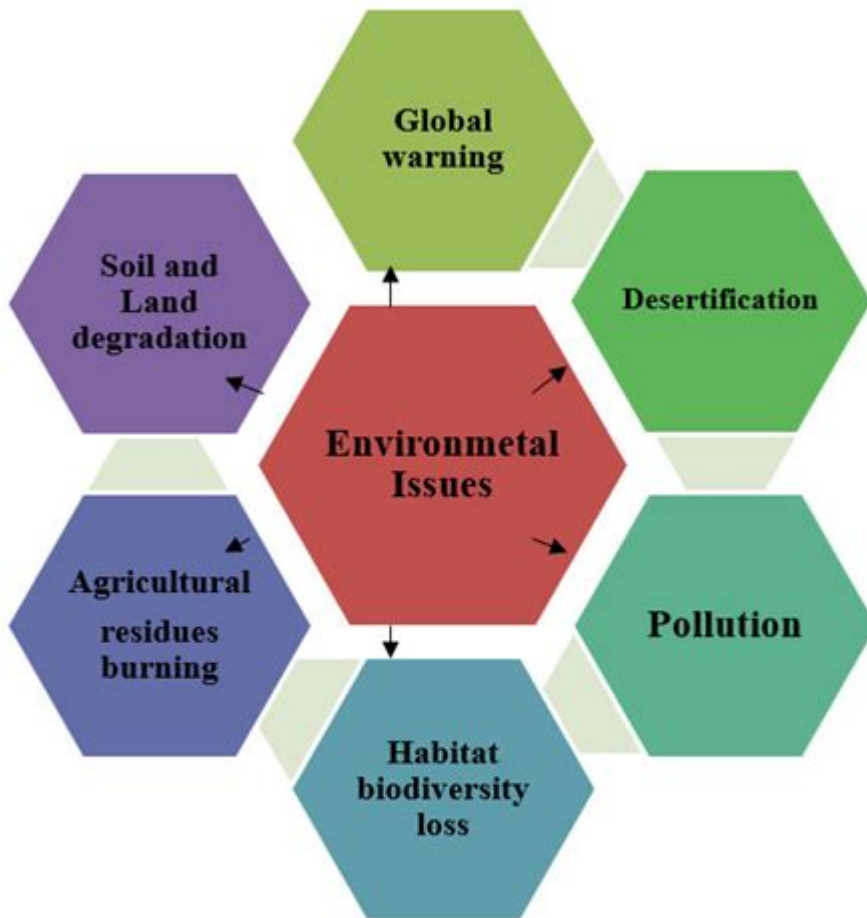 Global
warning
Soil and
Land
degradation
Desertification
Environmetal
Issues
Agricultural
residues
burning
Pollution
Habitat
biodiversity
loss